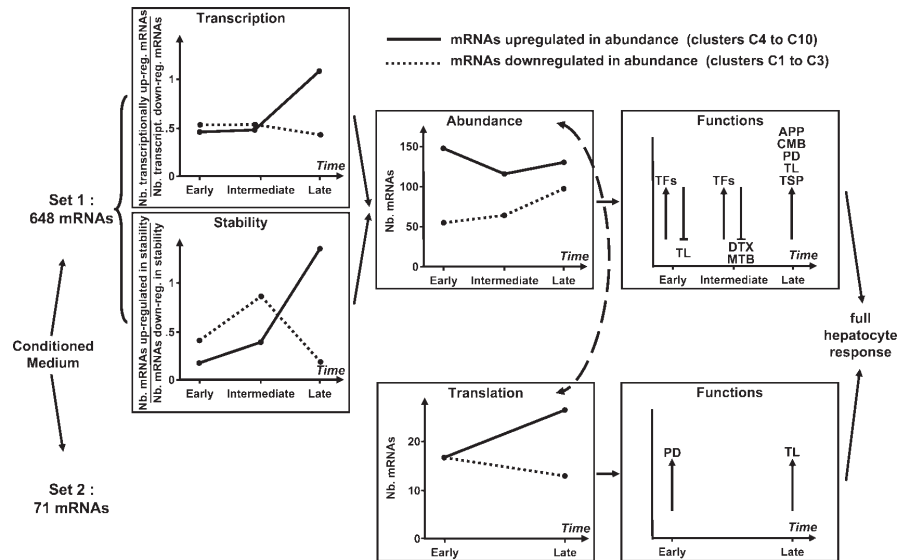 Transcription
Nb. transcriptionally up-reg. mRNAs
Nb. transcript. down-reg. mRNAs
1
.5
0
Time
Early Intermediate Late
mRNAs upregulated in abundance (clusters C4 to C10)
mRNAs downregulated in abundance (clusters C1 to C3)
Set 1 :
648 mRNAs
Stability
Nb. mRNAs up-regulated in stability
Nb. mRNAs down-reg. in stability
1
.5
0
Time
Early Intermediate Late
Abundance
Nb. mRNAs
150
100
50
0
Time
Early Intermediate Late
Functions
TFs
TL
TFs
DTX
MTB
APP
CMB
PD
TL
TSP
Time
Early Intermediate Late
Conditioned
Medium
full
hepatocyte
response
Translation
Nb. mRNAs
20
10
0
Time
Early Late
Functions
PD
TL
Time
Early Late
Set 2 :
71 mRNAs